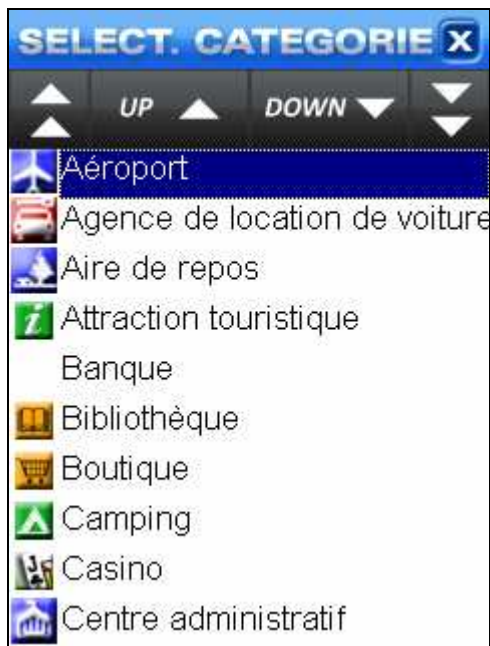 SELECT. CATEGORIE X
UP DOWN
Aéroport
Agence de location de voiture
Aire de repos
Attraction touristique
Banque
Bibliothèque
Boutique
Camping
Casino
Centre administratif